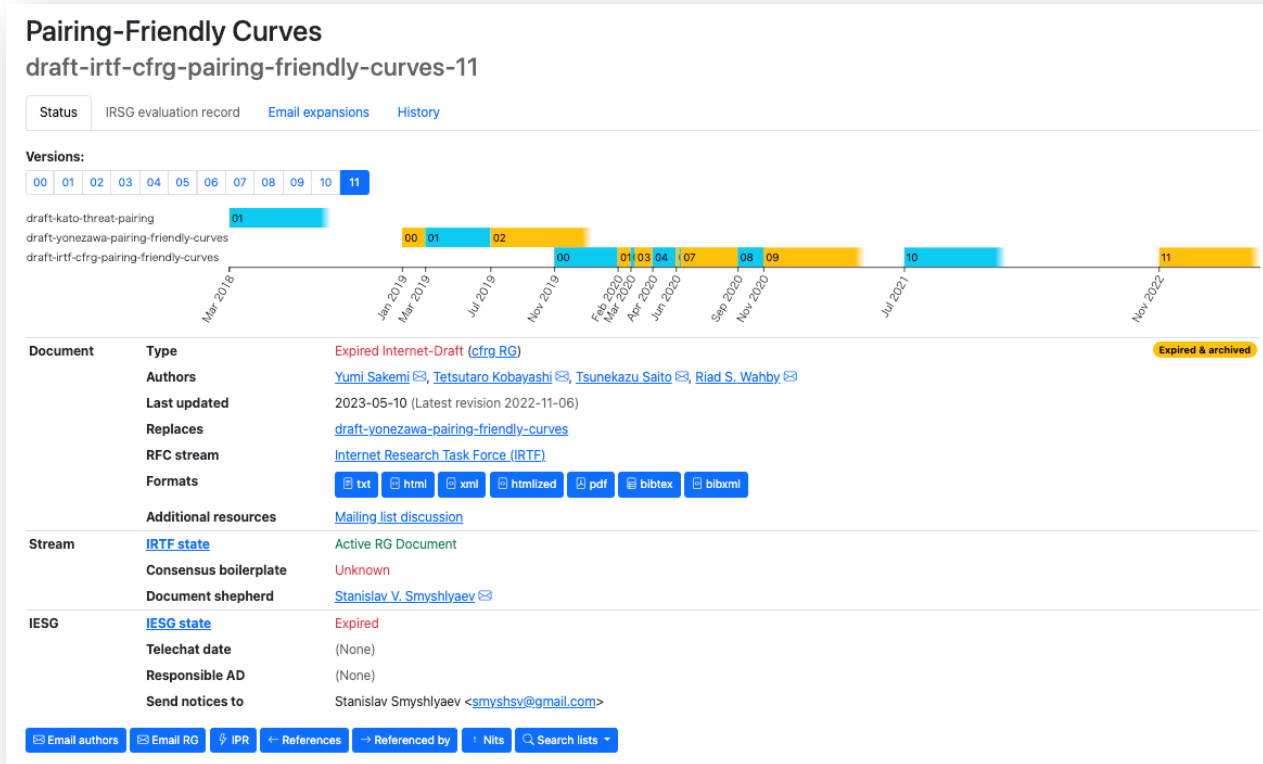 Pairing-Friendly Curves
draft-irtf-cfrg-pairing-friendly-curves-11
Status IRSG evaluation record Email expansions History
Versions:
00 01 02 03 04 05 06 07 08 09 10 11
draft-kato-threat-pairing 01
draft-yonezawa-pairing-friendly-curves 00 01 02
draft-irtf-cfrg-pairing-friendly-curves 00 01 03 04 07 08 09 10 11
Mar 2018 Jan 2019 Mar 2019 Jul 2019 Nov 2019 Feb 2020 Mar 2020 Apr 2020 Jun 2020 Sep 2020 Nov 2020 Jul 2021 Nov 2022
Document Type Expired Internet-Draft (cfrg RG) Expired & archived
Authors Yumi Sakemi, Tetsutaro Kobayashi, Tsunekazu Saito, Riad S. Wahby
Last updated 2023-05-10 (Latest revision 2022-11-06)
Replaces draft-yonezawa-pairing-friendly-curves
RFC stream Internet Research Task Force (IRTF)
Formats txt html xml htmlized pdf bibtex bibxml
Additional resources Mailing list discussion
Stream IRTF state Active RG Document
Consensus boilerplate Unknown
Document shepherd Stanislav V. Smyshlyaev
IESG IESG state Expired
Telechat date (None)
Responsible AD (None)
Send notices to Stanislav Smyshlyaev <smyshsv@gmail.com>
Email authors Email RG IPR ← References → Referenced by Nits Search lists